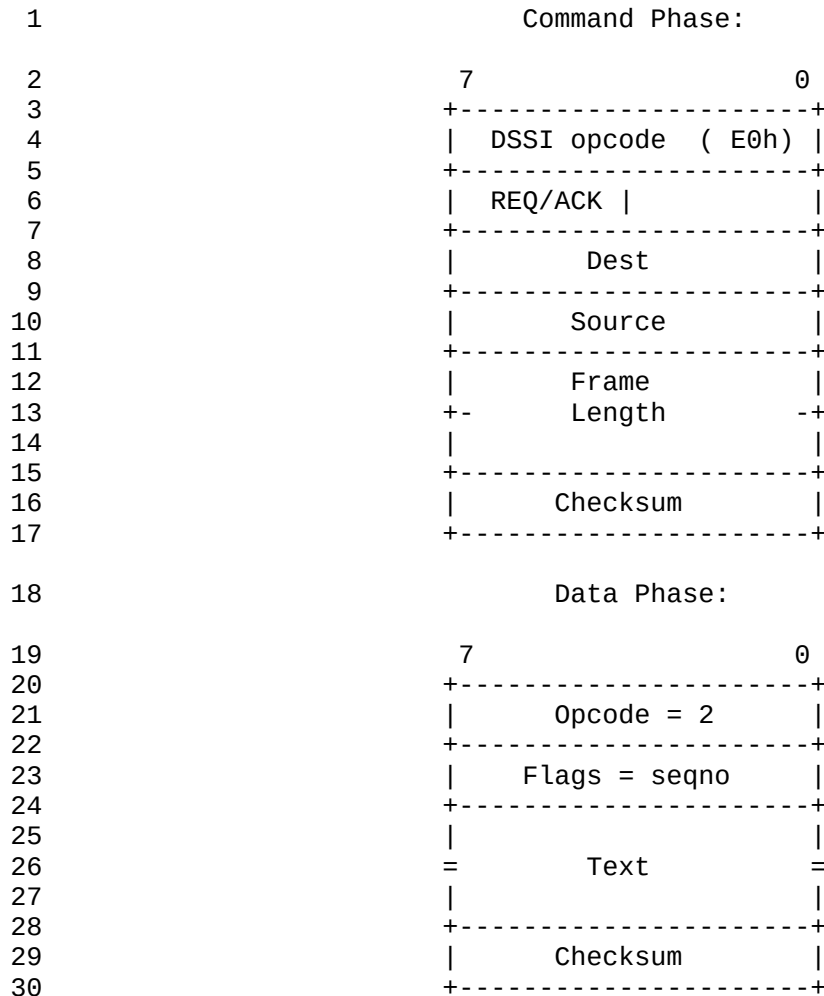 1                              Command Phase:
2                          7                    0
3                         +----------------------+
4                         |  DSSI opcode  ( E0h) |
5                         +----------------------+
6                         |  REQ/ACK |           |
7                         +----------------------+
8                         |        Dest          |
9                         +----------------------+
10                        |       Source         |
11                        +----------------------+
12                        |       Frame          |
13                        +-      Length        -+
14                        |                      |
15                        +----------------------+
16                        |      Checksum        |
17                        +----------------------+
18                               Data Phase:
19                         7                    0
20                        +----------------------+
21                        |      Opcode = 2      |
22                        +----------------------+
23                        |    Flags = seqno     |
24                        +----------------------+
25                        |                      |
26                        =        Text          =
27                        |                      |
28                        +----------------------+
29                        |      Checksum        |
30                        +----------------------+